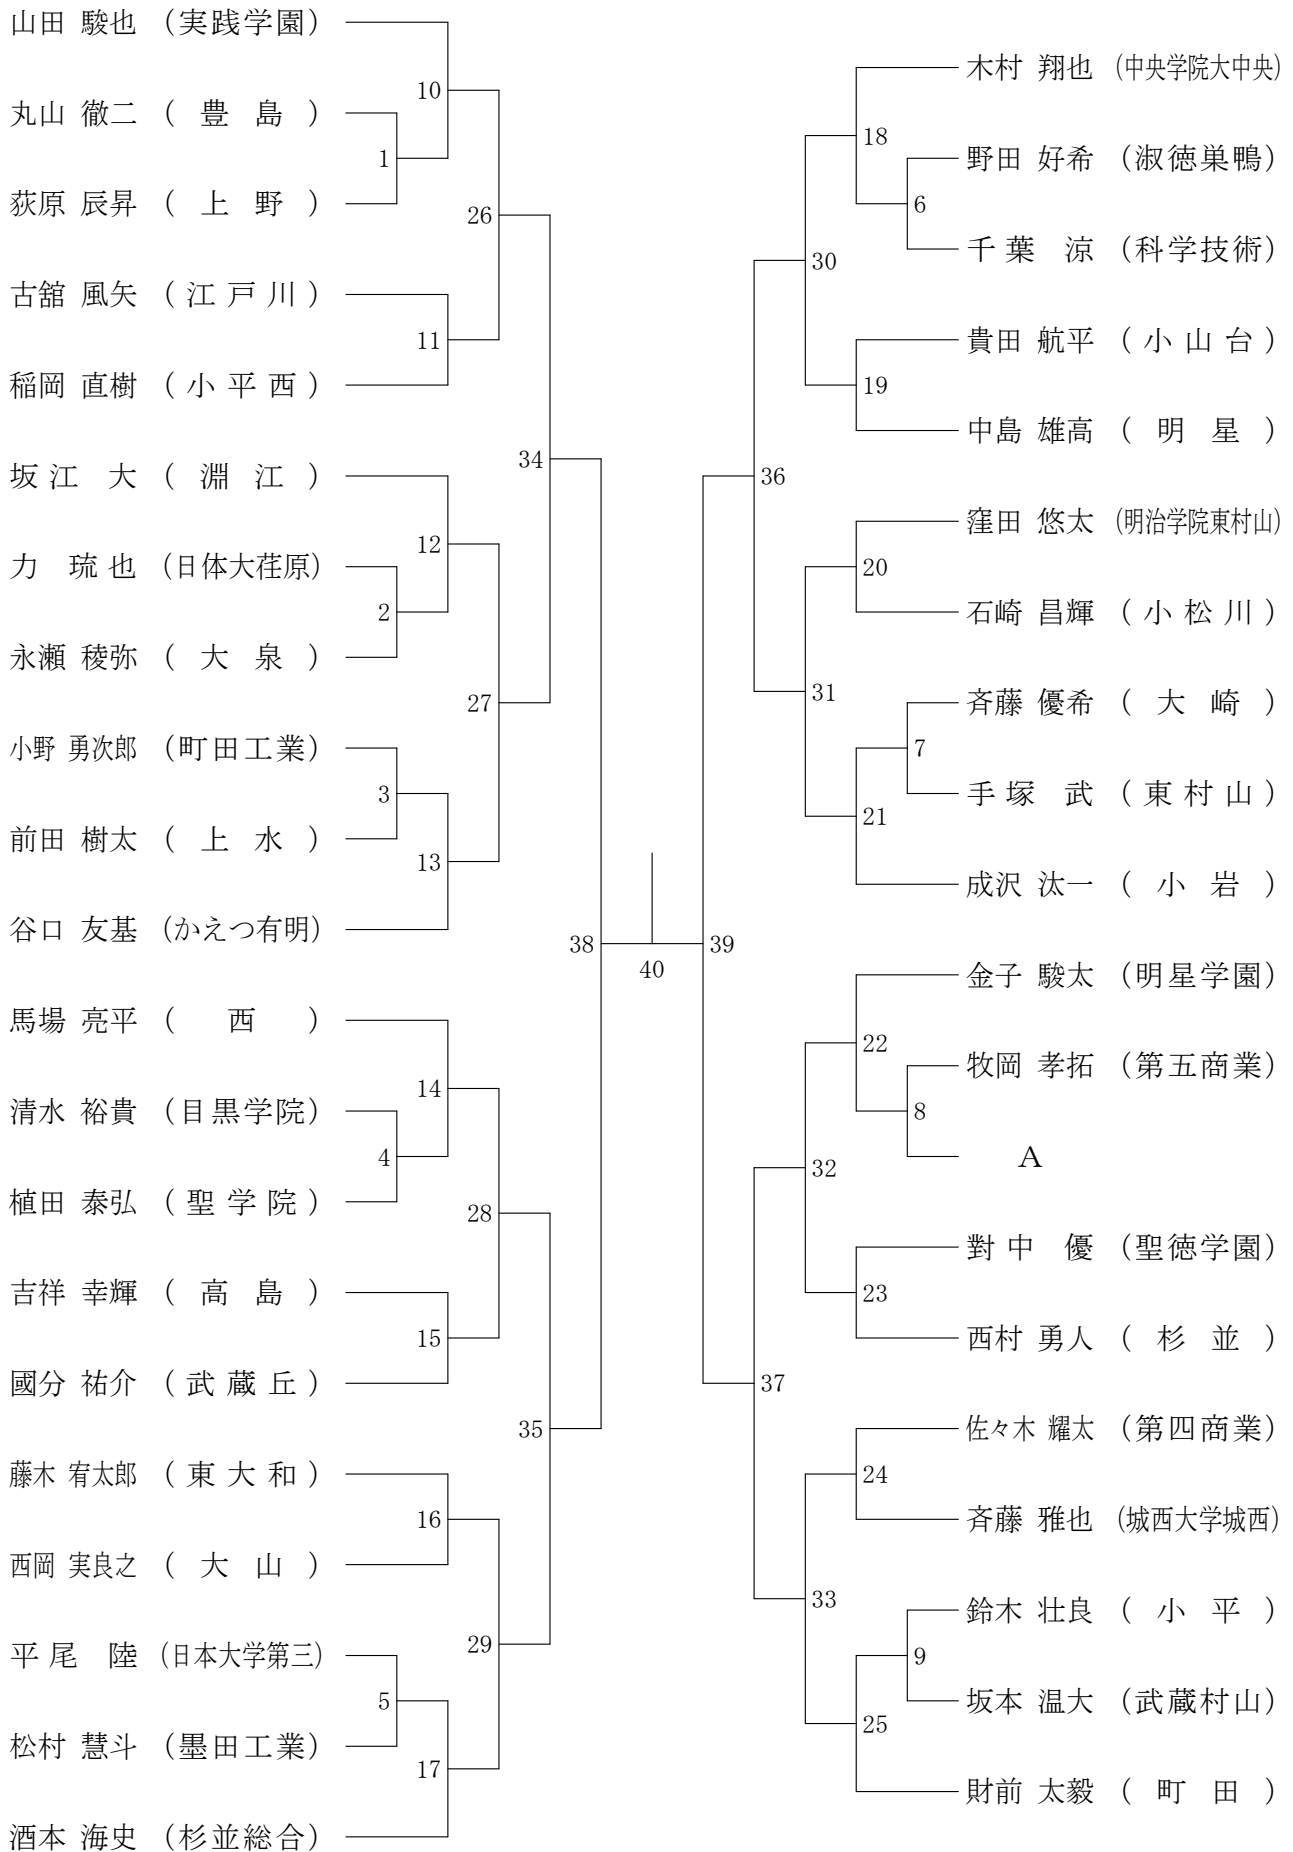 山田 駿也 (実践学園)
丸山 徹二 (豊島)
荻原 辰昇 (上野)
古舘 風矢 (江戸川)
稲岡 直樹 (小平西)
坂江 大 (淵江)
力 琉也 (日体大荏原)
永瀬 稜弥 (大泉)
小野 勇次郎 (町田工業)
前田 樹太 (上水)
谷口 友基 (かえつ有明)
馬場 亮平 (西)
清水 裕貴 (目黒学院)
植田 泰弘 (聖学院)
吉祥 幸輝 (高島)
國分 祐介 (武蔵丘)
藤木 宥太郎 (東大和)
西岡 実良之 (大山)
平尾 陸 (日本大学第三)
松村 慧斗 (墨田工業)
酒本 海史 (杉並総合)
1
2
3
4
5
10
11
12
13
14
15
16
17
26
27
28
29
34
35
38
40
39
36
37
30
31
32
33
18
19
20
21
22
23
24
25
6
7
8
9
木村 翔也 (中央学院大中央)
野田 好希 (淑徳巣鴨)
千葉 涼 (科学技術)
貴田 航平 (小山台)
中島 雄高 (明星)
窪田 悠太 (明治学院東村山)
石崎 昌輝 (小松川)
斉藤 優希 (大崎)
手塚 武 (東村山)
成沢 汰一 (小岩)
金子 駿太 (明星学園)
牧岡 孝拓 (第五商業)
A
對中 優 (聖徳学園)
西村 勇人 (杉並)
佐々木 耀太 (第四商業)
斉藤 雅也 (城西大学城西)
鈴木 壮良 (小平)
坂本 温大 (武蔵村山)
財前 太毅 (町田)